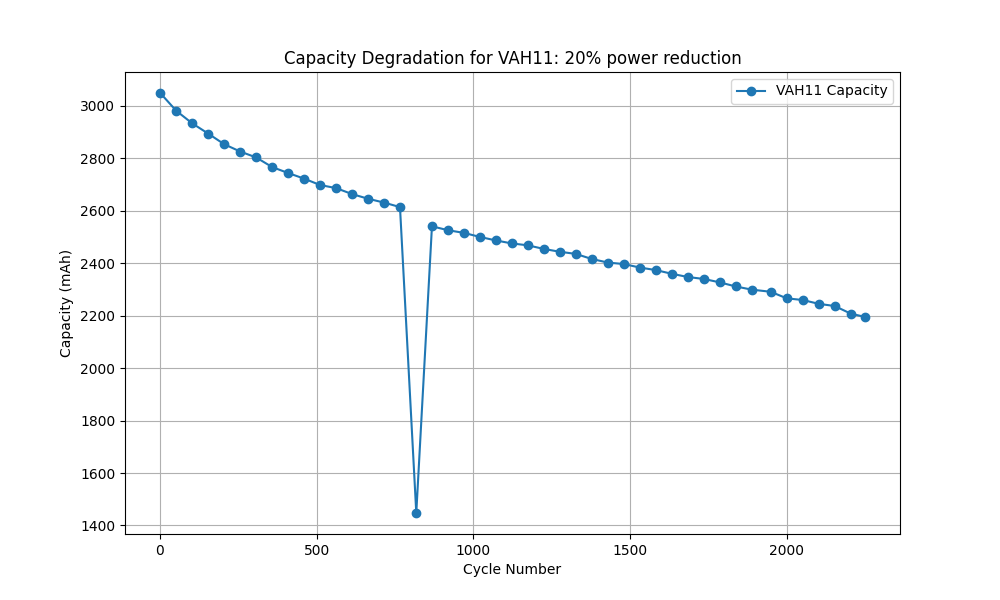 Capacity Degradation for VAH11: 20% power reduction
VAH11 Capacity
Capacity (mAh)
3000
2800
2600
2400
2200
2000
1800
1600
1400
0 500 1000 1500 2000
Cycle Number